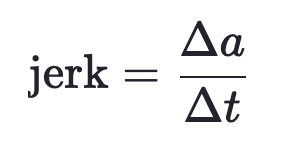 jerk = Δa / Δt